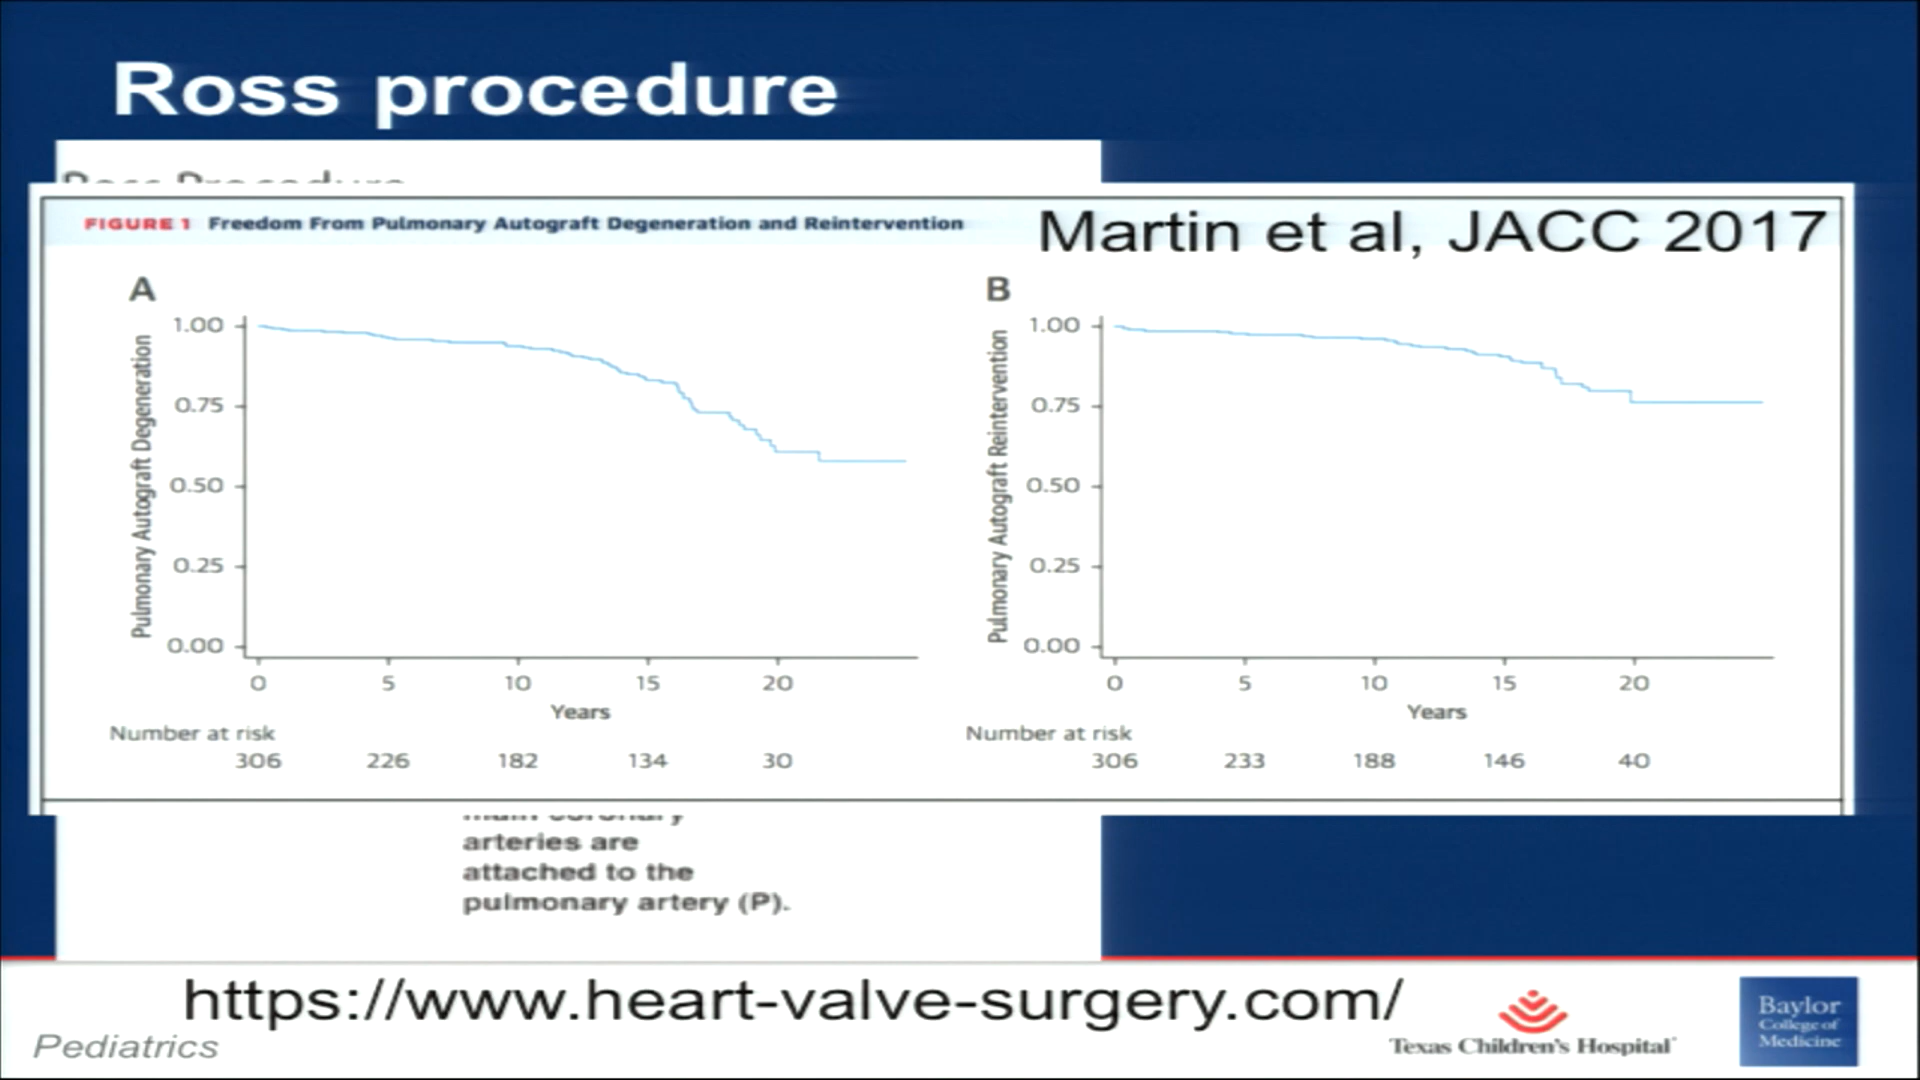 Ross procedure
Ross Procedure
FIGURE 1 Freedom From Pulmonary Autograft Degeneration and Reintervention
Martin et al, JACC 2017
A
Pulmonary Autograft Degeneration
1.00
0.75
0.50
0.25
0.00
0 5 10 15 20
Years
Number at risk
306 226 182 134 30
B
Pulmonary Autograft Reintervention
1.00
0.75
0.50
0.25
0.00
0 5 10 15 20
Years
Number at risk
306 233 188 146 40
main coronary
arteries are
attached to the
pulmonary artery (P).
https://www.heart-valve-surgery.com/
Pediatrics
Texas Children's Hospital
Baylor
College of
Medicine